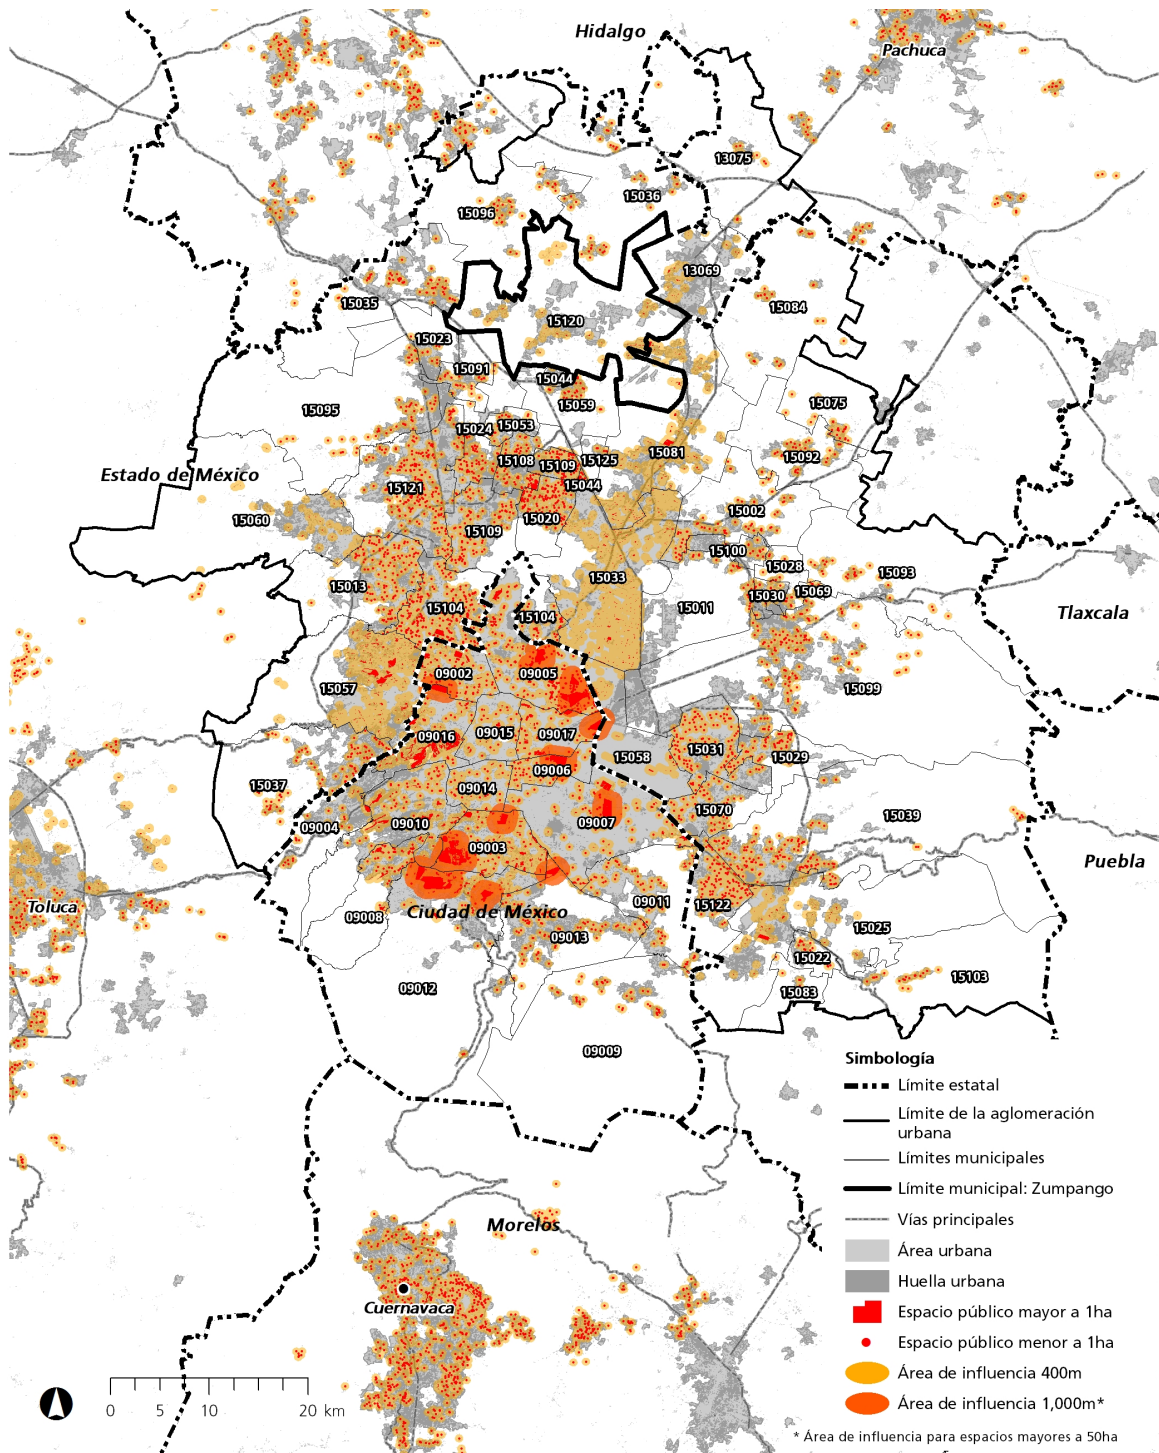 Hidalgo
Pachuca
13075
15036
15096
13069
15035
15084
15120
15023
15091
15044
15059
15075
15095
15024
15053
15081
15092
15108
15109
15125
Estado de México
15121
15044
15060
15020
15002
15109
15100
15028
15033
15093
15013
15030
15069
15104
15011
15104
Tlaxcala
09002
09005
15057
15099
09016
09015
09017
15031
15058
15029
09006
15037
09014
15070
09004
09010
09007
15039
09003
Puebla
Toluca
09008
Ciudad de México
09011
15122
09013
15025
15022
15103
09012
15083
09009
Simbología
Límite estatal
Límite de la aglomeración
urbana
Límites municipales
Límite municipal: Zumpango
Vías principales
Morelos
Área urbana
Huella urbana
Cuernavaca
Espacio público mayor a 1ha
Espacio público menor a 1ha
Área de influencia 400m
Área de influencia 1,000m*
0 5 10 20 km
* Área de influencia para espacios mayores a 50ha